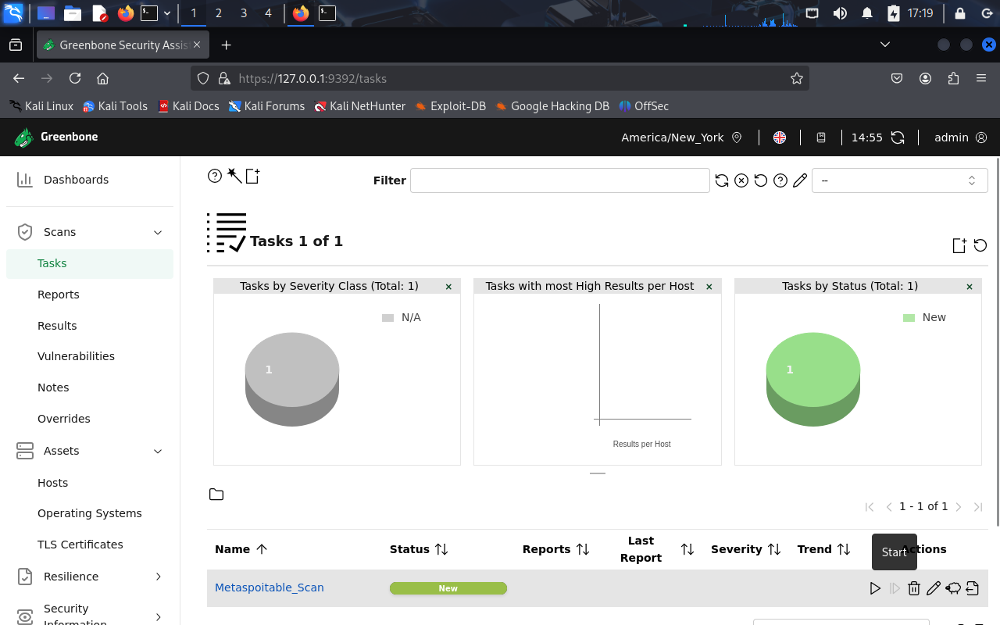 1 2 3 4 17:19
Greenbone Security Assis
https://127.0.0.1:9392/tasks
Kali Linux Kali Tools Kali Docs Kali Forums Kali NetHunter Exploit-DB Google Hacking DB OffSec
Greenbone America/New_York 14:55 admin
Dashboards
Scans
Tasks
Reports
Results
Vulnerabilities
Notes
Overrides
Assets
Hosts
Operating Systems
TLS Certificates
Resilience
Security
Information
Filter --
Tasks 1 of 1
Tasks by Severity Class (Total: 1) ×
N/A
1
Tasks with most High Results per Host ×
Results per Host
Tasks by Status (Total: 1) ×
New
1
1 - 1 of 1
Name Status Reports Last Report Severity Trend Actions
Start
Metaspoitable_Scan New